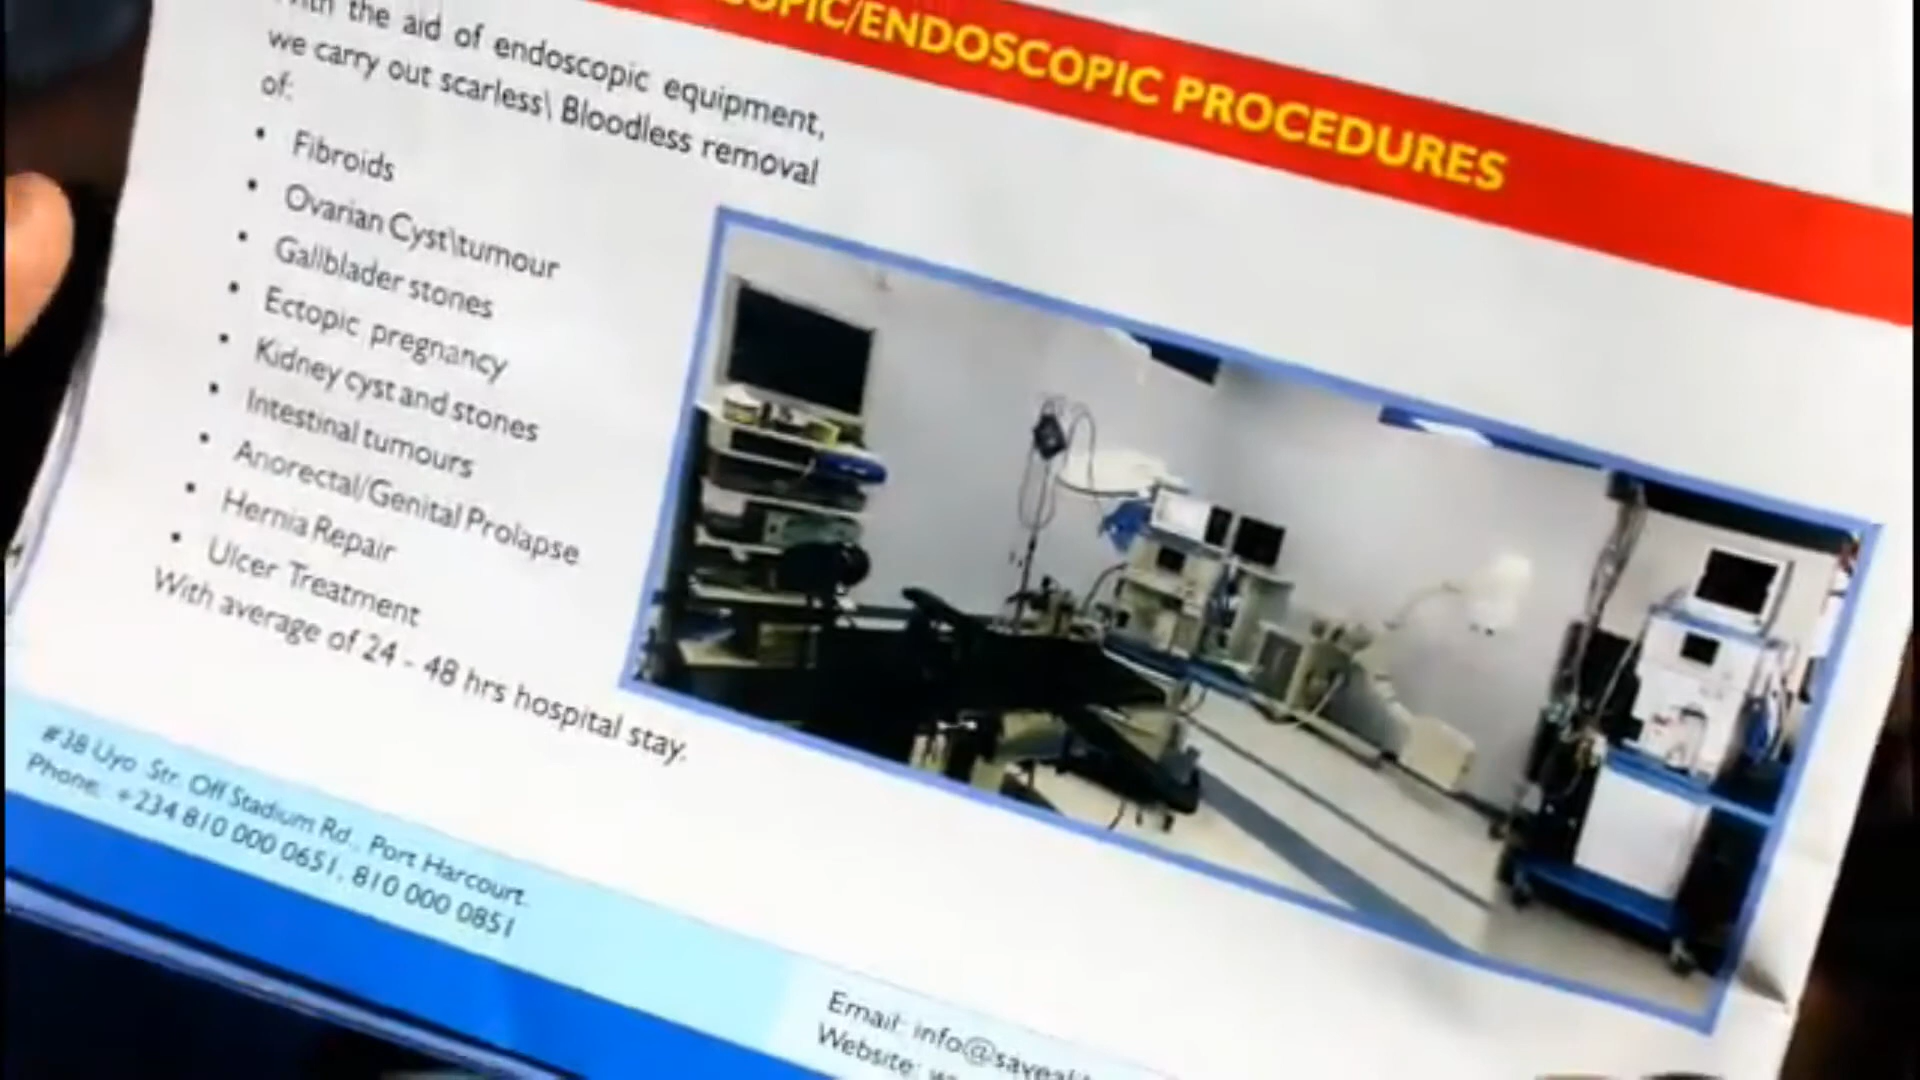 OPIC/ENDOSCOPIC PROCEDURES
the aid of endoscopic equipment,
we carry out scarless\ Bloodless removal
of:
• Fibroids
• Ovarian Cyst\tumour
• Gallblader stones
• Ectopic pregnancy
• Kidney cyst and stones
• Intestinal tumours
• Anorectal/Genital Prolapse
• Hernia Repair
• Ulcer Treatment
With average of 24 - 48 hrs hospital stay.
#38 Uyo Str. Off Stadium Rd., Port Harcourt.
Phone: +234 810 000 0651, 810 000 0851
Email: info@saveal
Website: